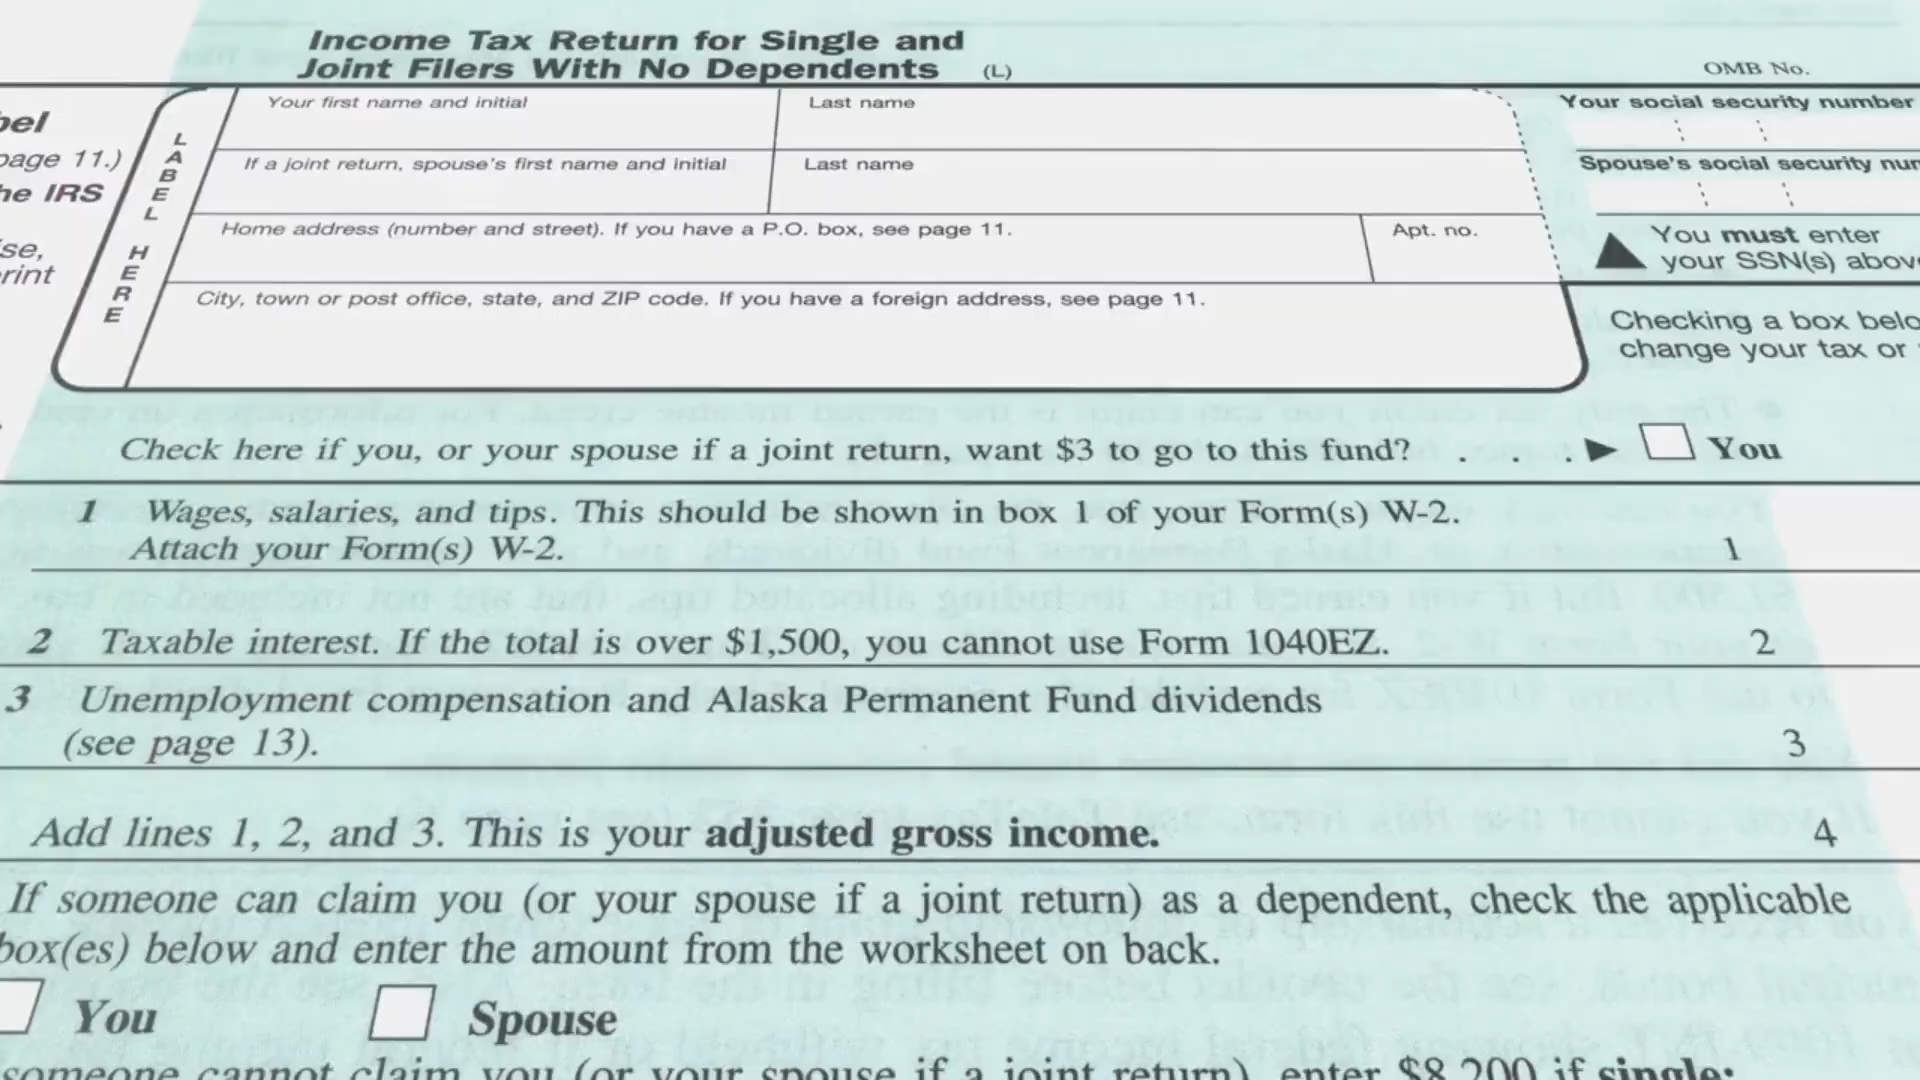 Income Tax Return for Single and
Joint Filers With No Dependents (L)
OMB No.
Your first name and initial
Last name
Your social security number
page 11.)
LABEL HERE
If a joint return, spouse's first name and initial
Last name
Spouse's social security
IRS
Home address (number and street). If you have a P.O. box, see page 11.
Apt. no.
You must enter
your SSN(s) above
City, town or post office, state, and ZIP code. If you have a foreign address, see page 11.
Checking a box
change your tax or
Check here if you, or your spouse if a joint return, want $3 to go to this fund? . . . ▶ You
1 Wages, salaries, and tips. This should be shown in box 1 of your Form(s) W-2.
Attach your Form(s) W-2. 1
2 Taxable interest. If the total is over $1,500, you cannot use Form 1040EZ. 2
3 Unemployment compensation and Alaska Permanent Fund dividends
(see page 13). 3
Add lines 1, 2, and 3. This is your adjusted gross income. 4
If someone can claim you (or your spouse if a joint return) as a dependent, check the applicable
box(es) below and enter the amount from the worksheet on back.
You Spouse
someone cannot claim you (or your spouse if a joint return), enter $8,200 if single;